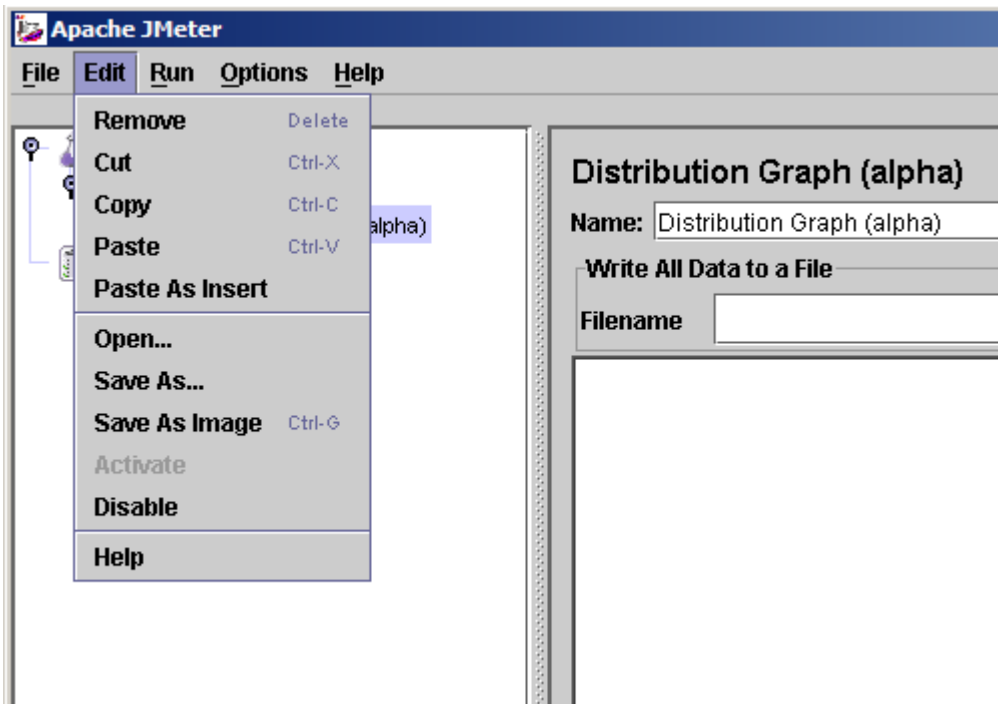 Apache JMeter
File Edit Run Options Help
Remove Delete
Cut Ctrl-X
Copy Ctrl-C
Paste Ctrl-V
Paste As Insert
Open...
Save As...
Save As Image Ctrl-G
Activate
Disable
Help
alpha)
Distribution Graph (alpha)
Name: Distribution Graph (alpha)
Write All Data to a File
Filename